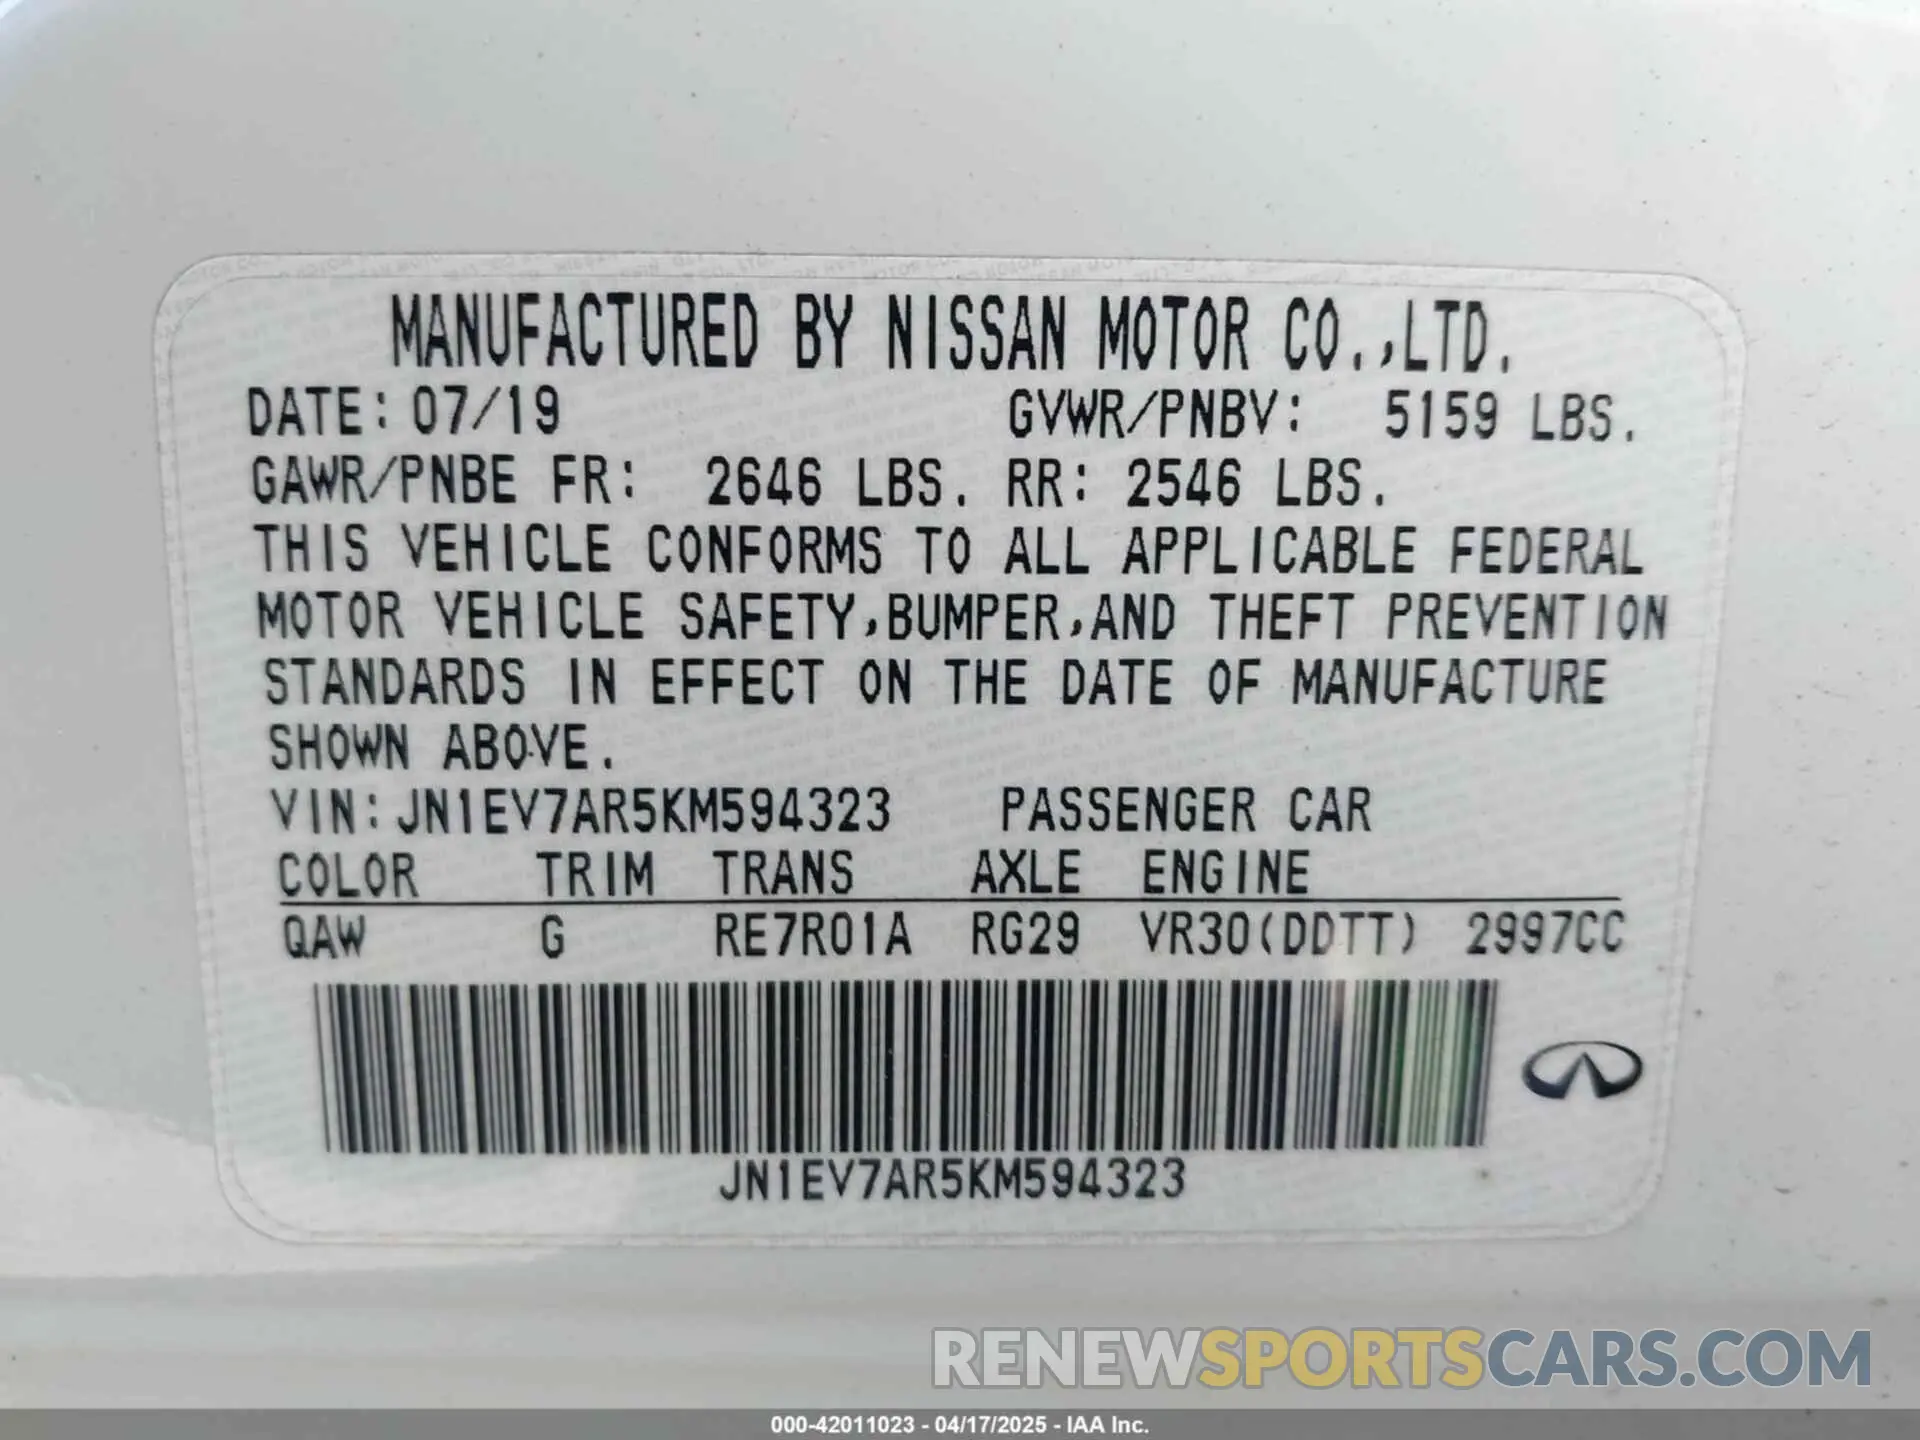 MANUFACTURED BY NISSAN MOTOR CO.,LTD.
DATE: 07/19 GVWR/PNBV: 5159 LBS.
GAWR/PNBE FR: 2646 LBS. RR: 2546 LBS.
THIS VEHICLE CONFORMS TO ALL APPLICABLE FEDERAL
MOTOR VEHICLE SAFETY,BUMPER,AND THEFT PREVENTION
STANDARDS IN EFFECT ON THE DATE OF MANUFACTURE
SHOWN ABOVE.
VIN:JN1EV7AR5KM594323 PASSENGER CAR
COLOR TRIM TRANS AXLE ENGINE
QAW G RE7R01A RG29 VR30(DDTT) 2997CC
JN1EV7AR5KM594323
RENEWSPORTSCARS.COM
000-42011023 - 04/17/2025 - IAA Inc.